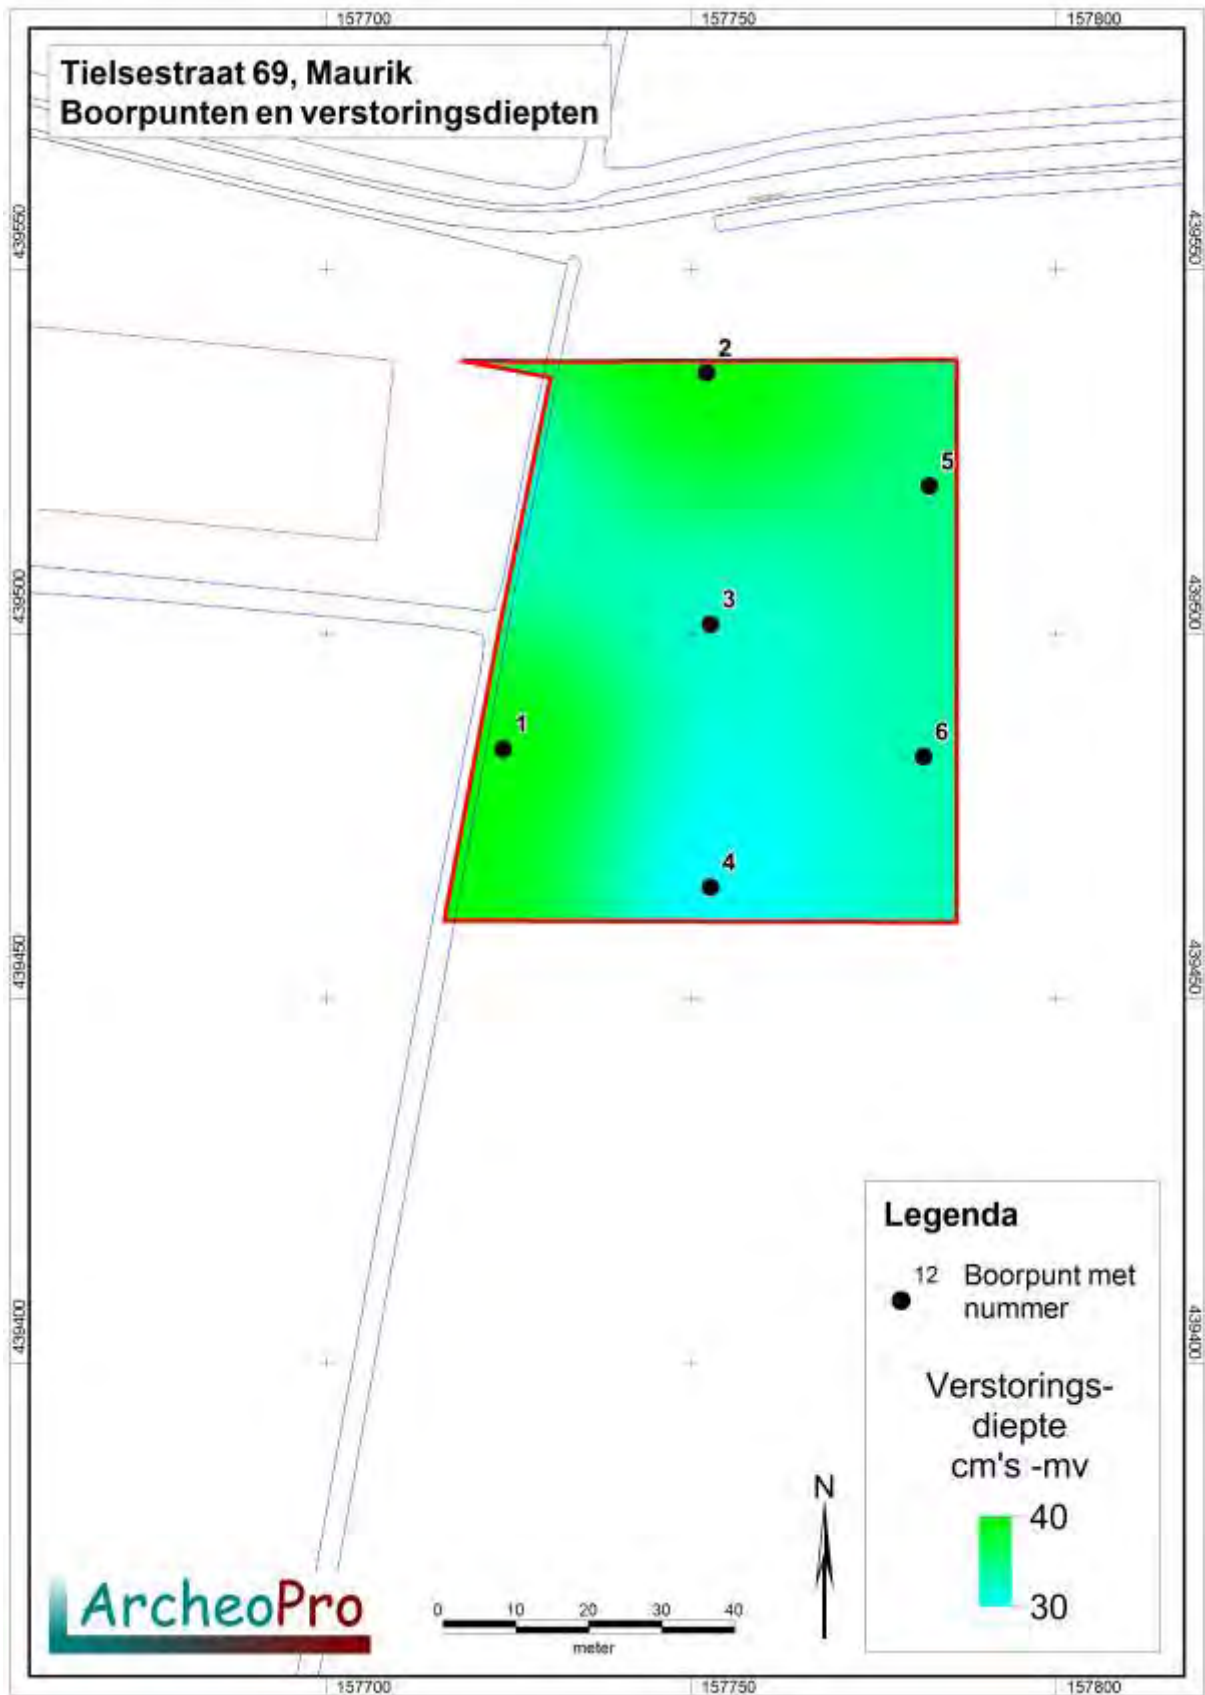 157700 157750 157800
Tielsestraat 69, Maurik
Boorpunten en verstoringsdiepten
439550 439550
2
5
3
439500 439500
1
6
4
439450 439450
Legenda
12 Boorpunt met
nummer
439400 439400
Verstorings-
diepte
cm's -mv
N
40
30
ArcheoPro
0 10 20 30 40
meter
157700 157750 157800